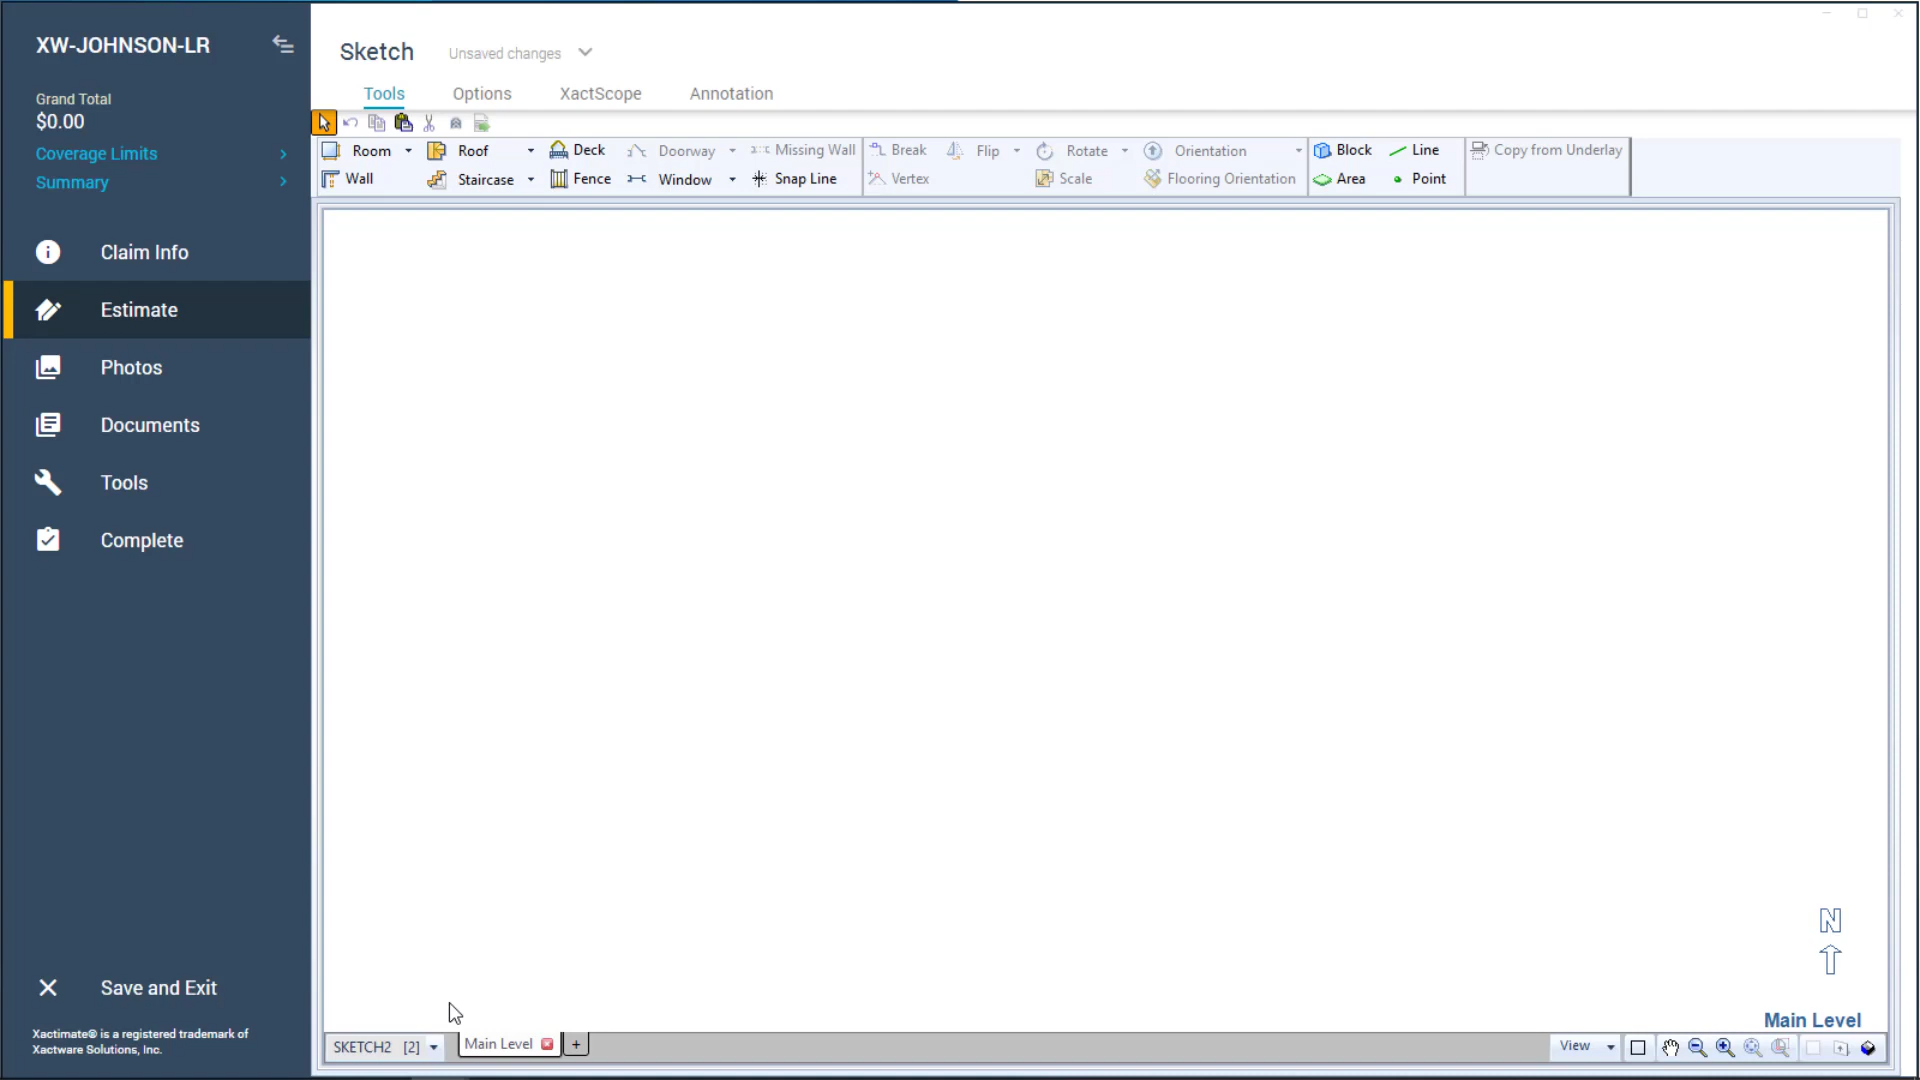 XW-JOHNSON-LR
Grand Total
$0.00
Coverage Limits
Summary
Claim Info
Estimate
Photos
Documents
Tools
Complete
Save and Exit
Xactimate® is a registered trademark of
Xactware Solutions, Inc.
Sketch Unsaved changes
Tools Options XactScope Annotation
Room Roof Deck Doorway Missing Wall Break Flip Rotate Orientation Block Line Copy from Underlay
Wall Staircase Fence Window Snap Line Vertex Scale Flooring Orientation Area Point
N
Main Level
SKETCH2 [2] Main Level + View